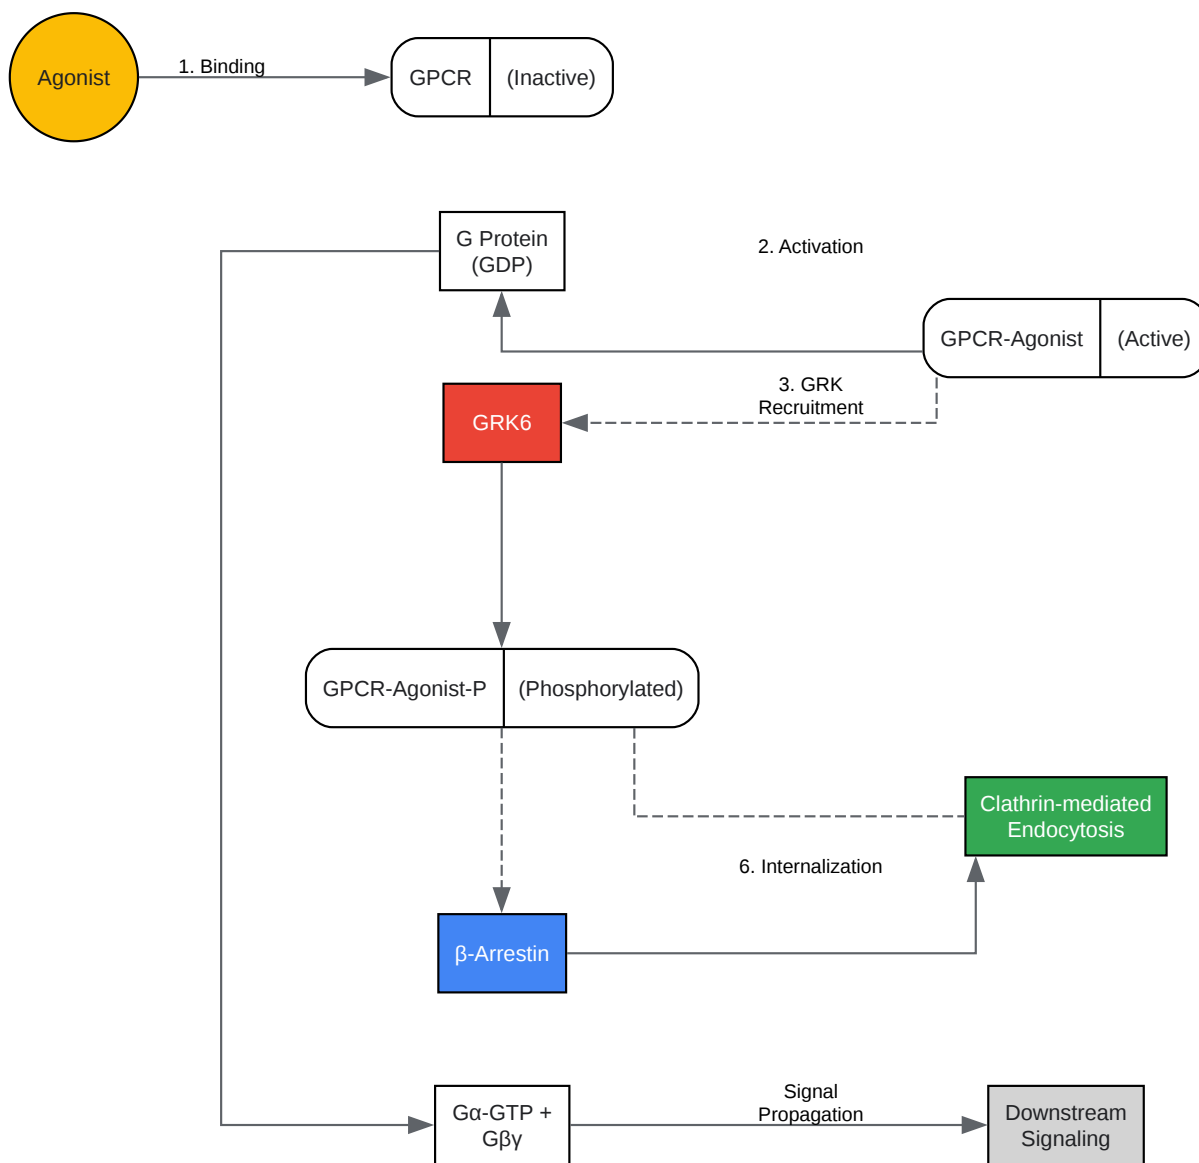 Agonist
1. Binding
GPCR
(Inactive)
G Protein
(GDP)
2. Activation
GPCR-Agonist
(Active)
3. GRK
Recruitment
GRK6
GPCR-Agonist-P
(Phosphorylated)
Clathrin-mediated
Endocytosis
6. Internalization
β-Arrestin
Gα-GTP +
Gβγ
Signal
Propagation
Downstream
Signaling